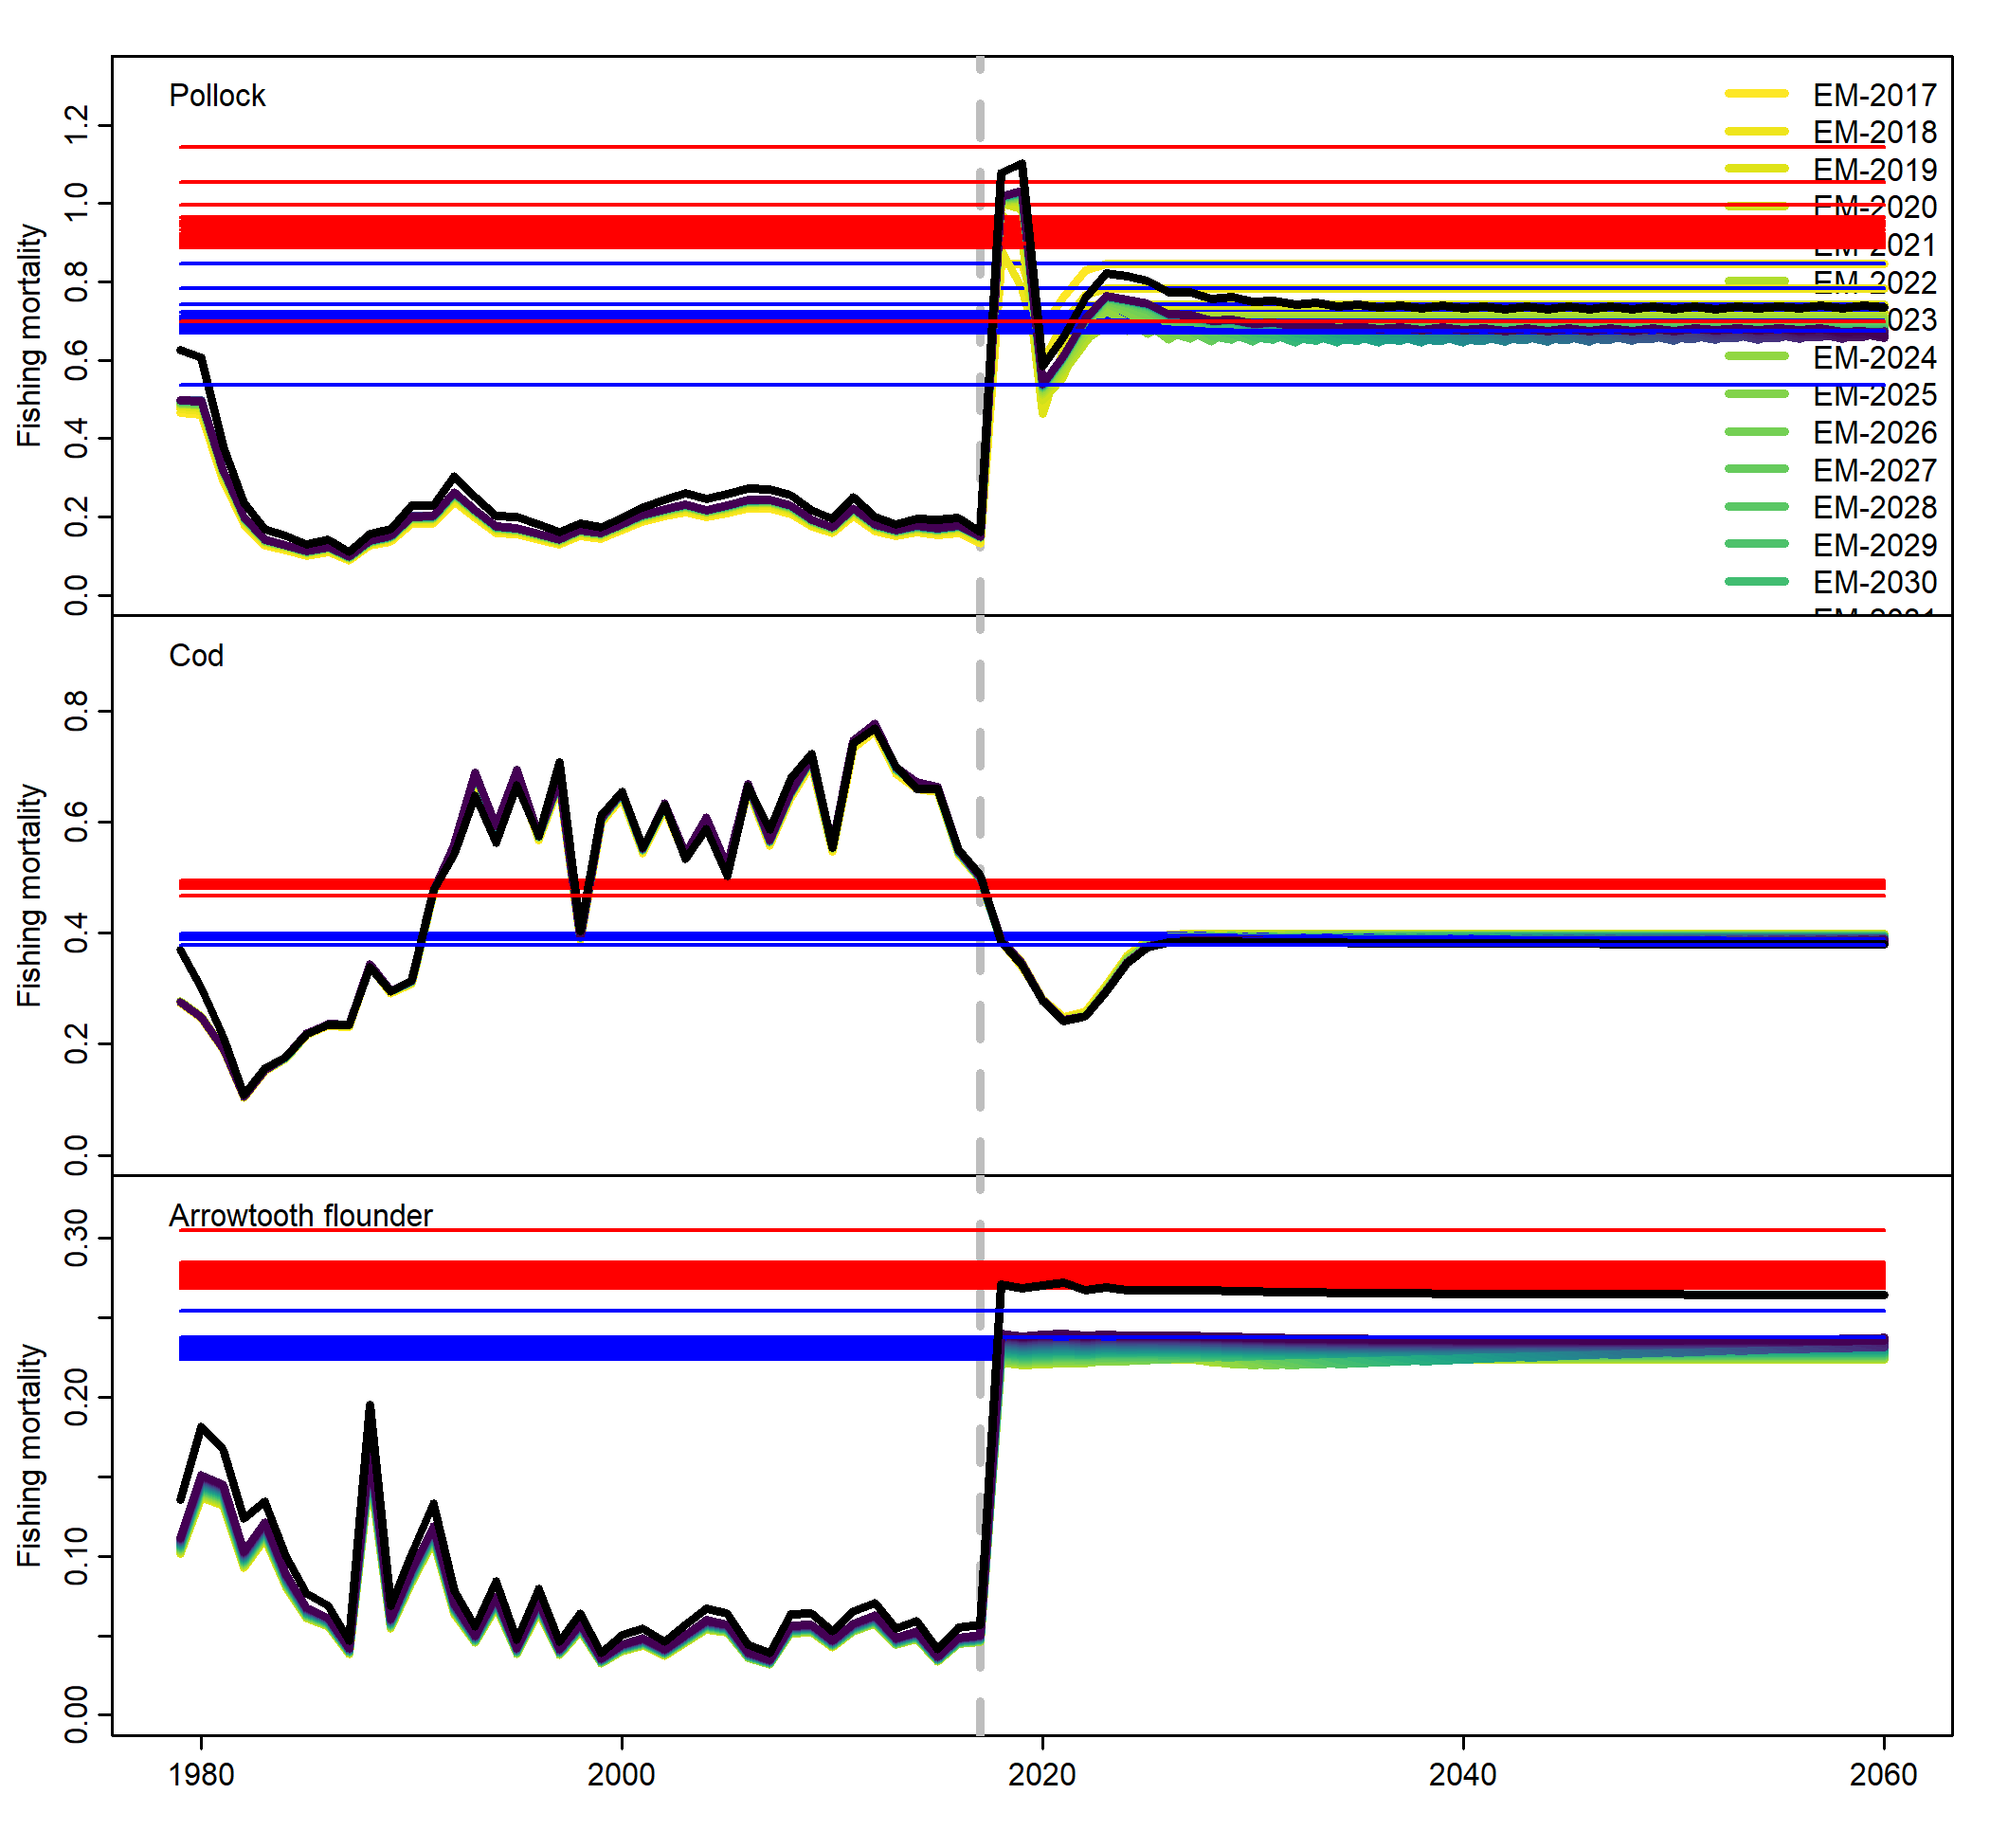 Pollock
EM-2017
EM-2018
EM-2019
EM-2020
EM-2021
EM-2022
2023
EM-2024
EM-2025
EM-2026
EM-2027
EM-2028
EM-2029
EM-2030
Fishing mortality
0.0 0.2 0.4 0.6 0.8 1.0 1.2
Cod
Fishing mortality
0.0 0.2 0.4 0.6 0.8
Arrowtooth flounder
Fishing mortality
0.00 0.10 0.20 0.30
1980 2000 2020 2040 2060